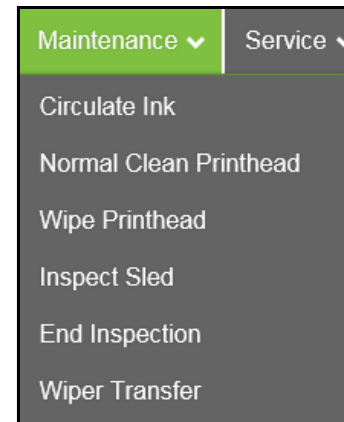 Maintenance Service
Circulate Ink
Normal Clean Printhead
Wipe Printhead
Inspect Sled
End Inspection
Wiper Transfer